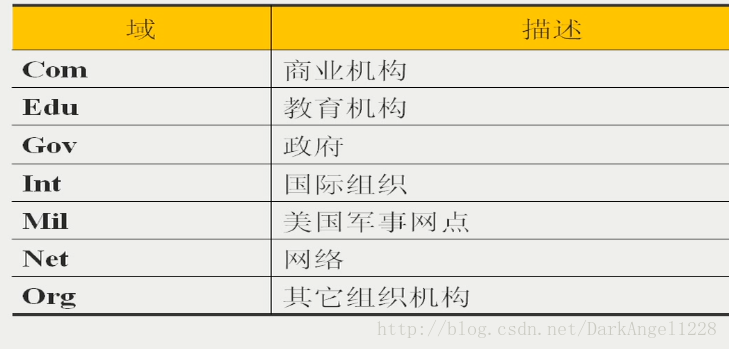 域 描述
Com 商业机构
Edu 教育机构
Gov 政府
Int 国际组织
Mil 美国军事网点
Net 网络
Org 其它组织机构
http://blog.csdn.net/DarkAngel1228